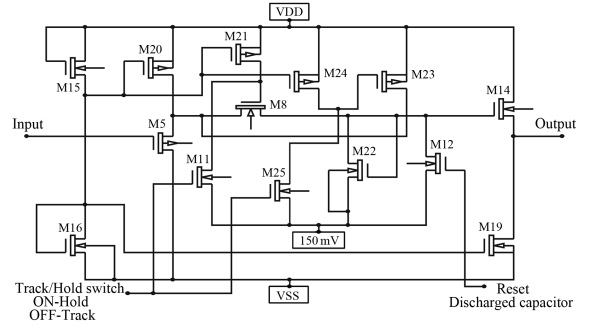 VDD
M21
M20
M15
M24
M23
M14
M8
Input
M5
Output
M11
M22
M12
M25
M16
150 mV
M19
Track/Hold switch
ON-Hold
OFF-Track
VSS
Reset
Discharged capacitor